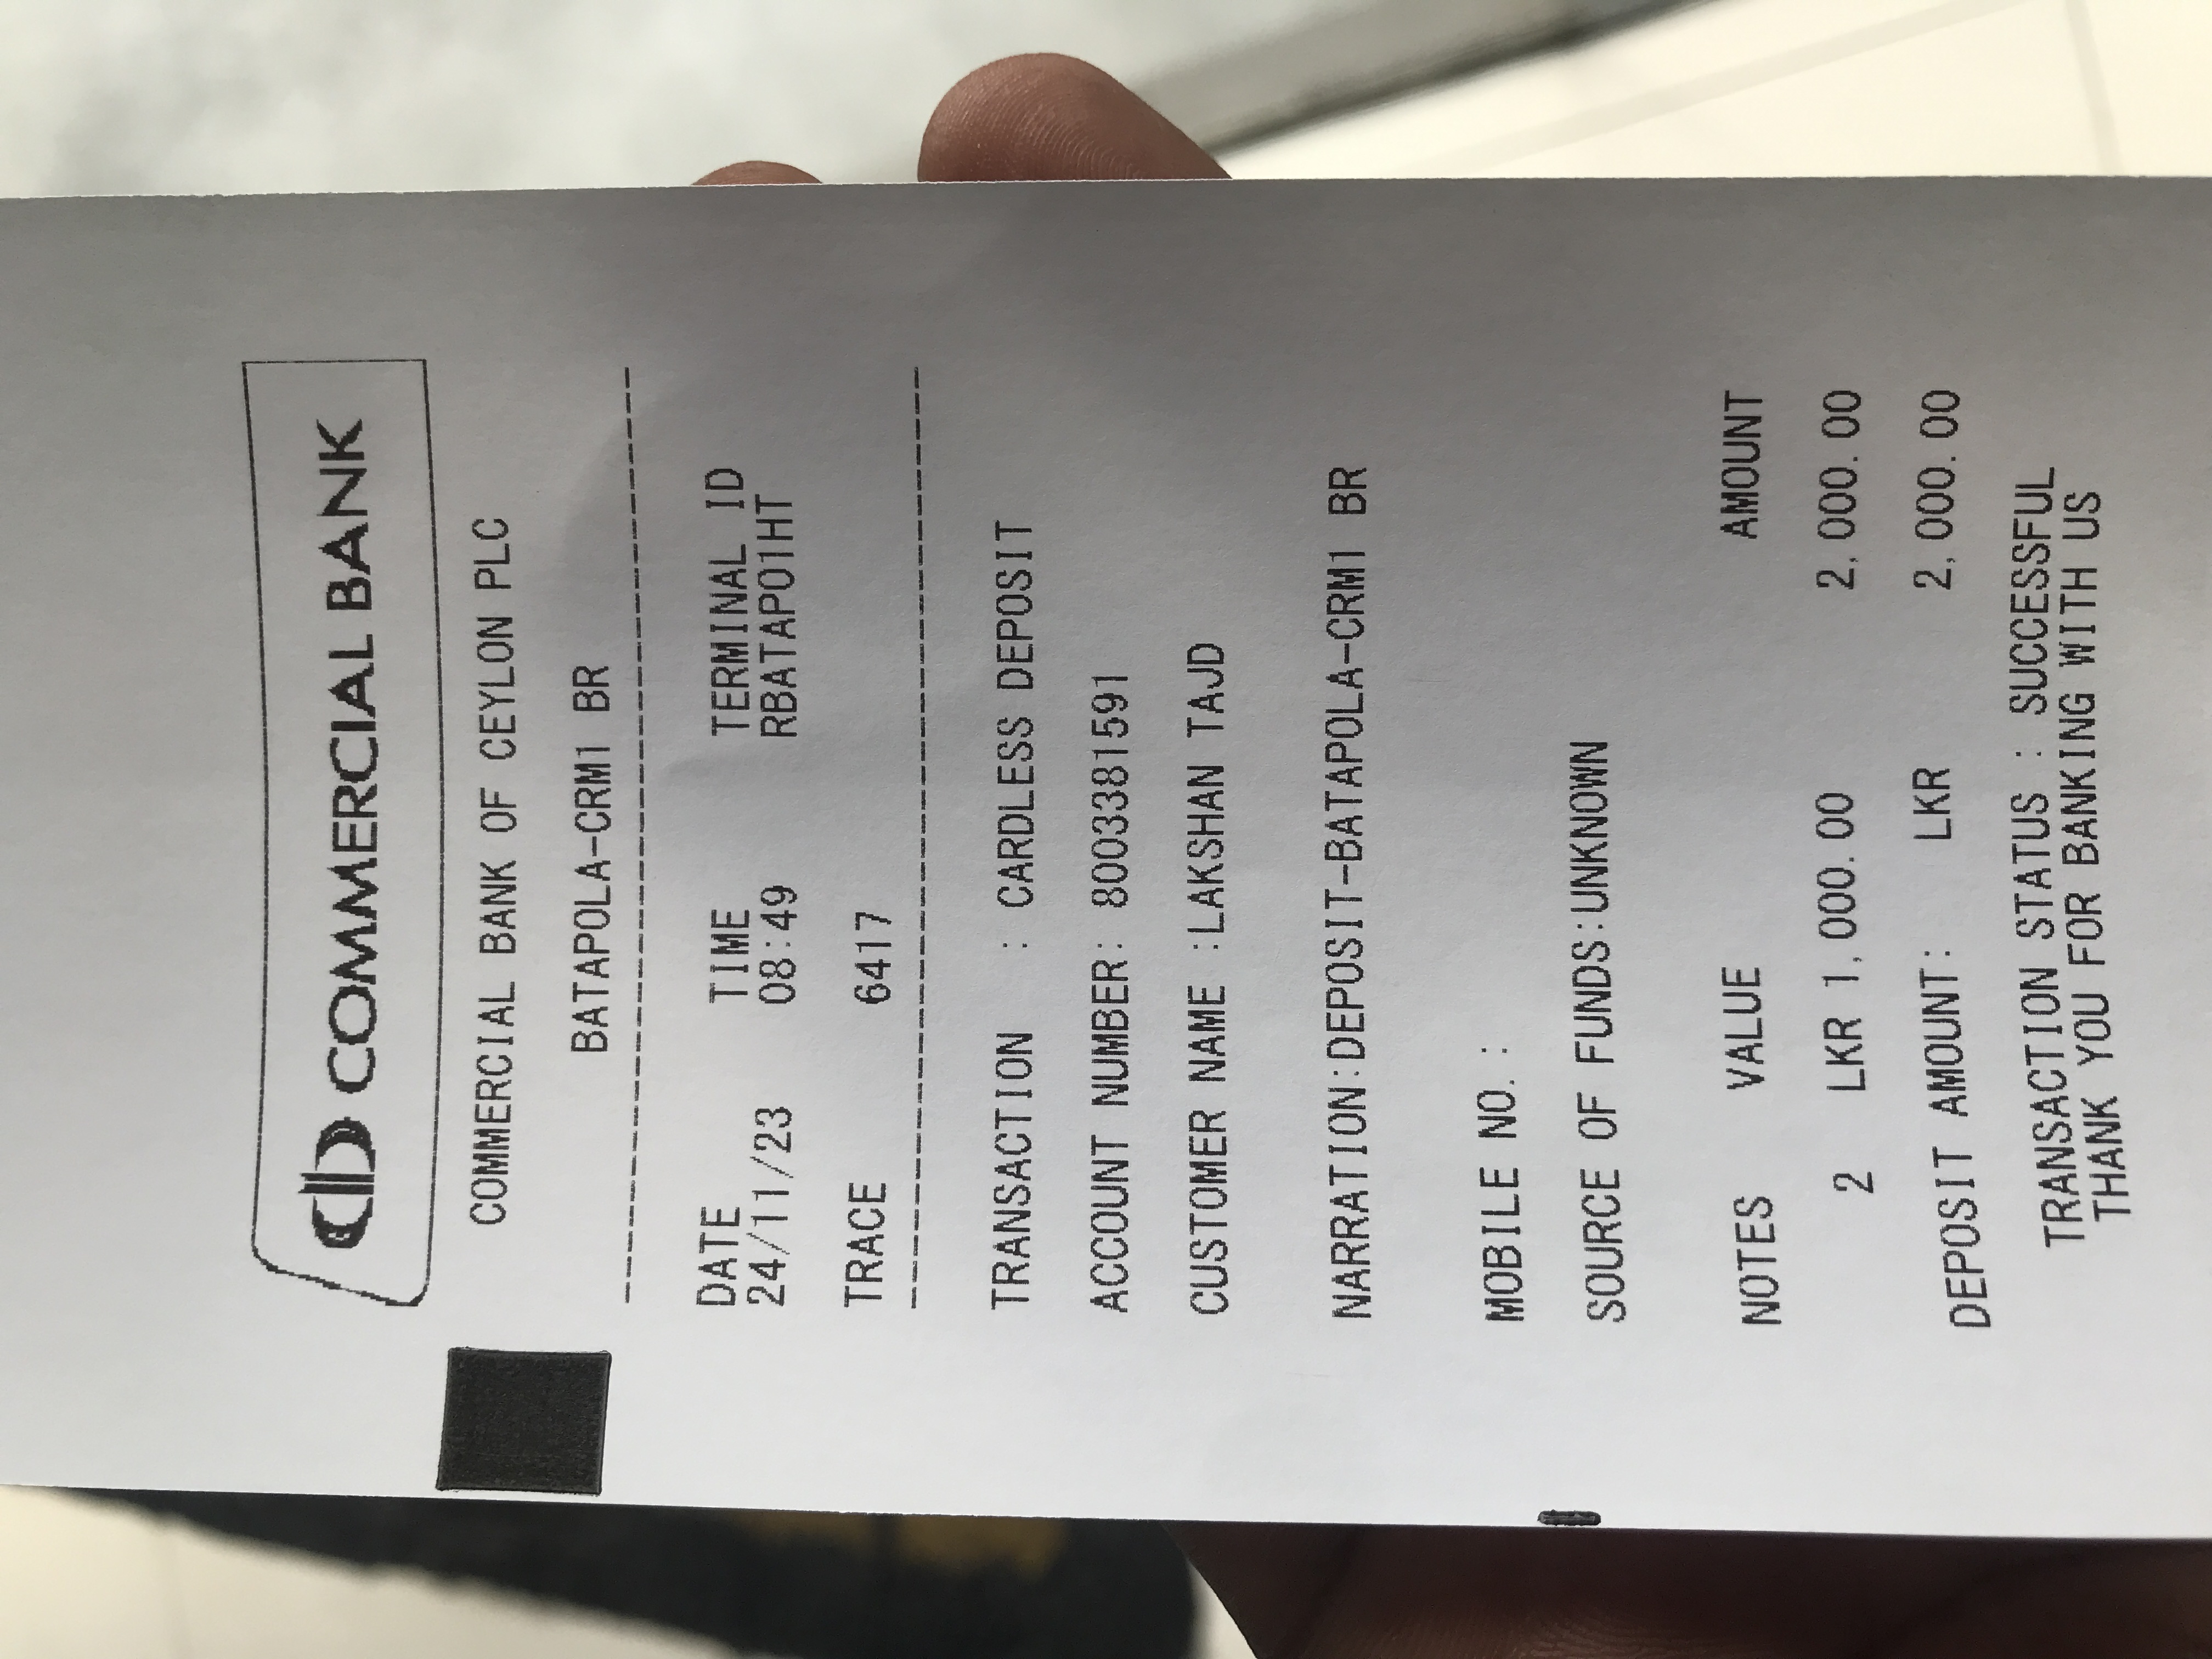 COMMERCIAL BANK
COMMERCIAL BANK OF CEYLON PLC
BATAPOLA-CRM1 BR
DATE TIME TERMINAL ID
24/11/23 08:49 RBATAP01HT
TRACE 6417
TRANSACTION : CARDLESS DEPOSIT
ACCOUNT NUMBER: 8003381591
CUSTOMER NAME :LAKSHAN TAJD
NARRATION:DEPOSIT-BATAPOLA-CRM1 BR
MOBILE NO. :
SOURCE OF FUNDS:UNKNOWN
NOTES VALUE AMOUNT
2 LKR 1,000.00 2,000.00
DEPOSIT AMOUNT: LKR 2,000.00
TRANSACTION STATUS : SUCCESSFUL
THANK YOU FOR BANKING WITH US